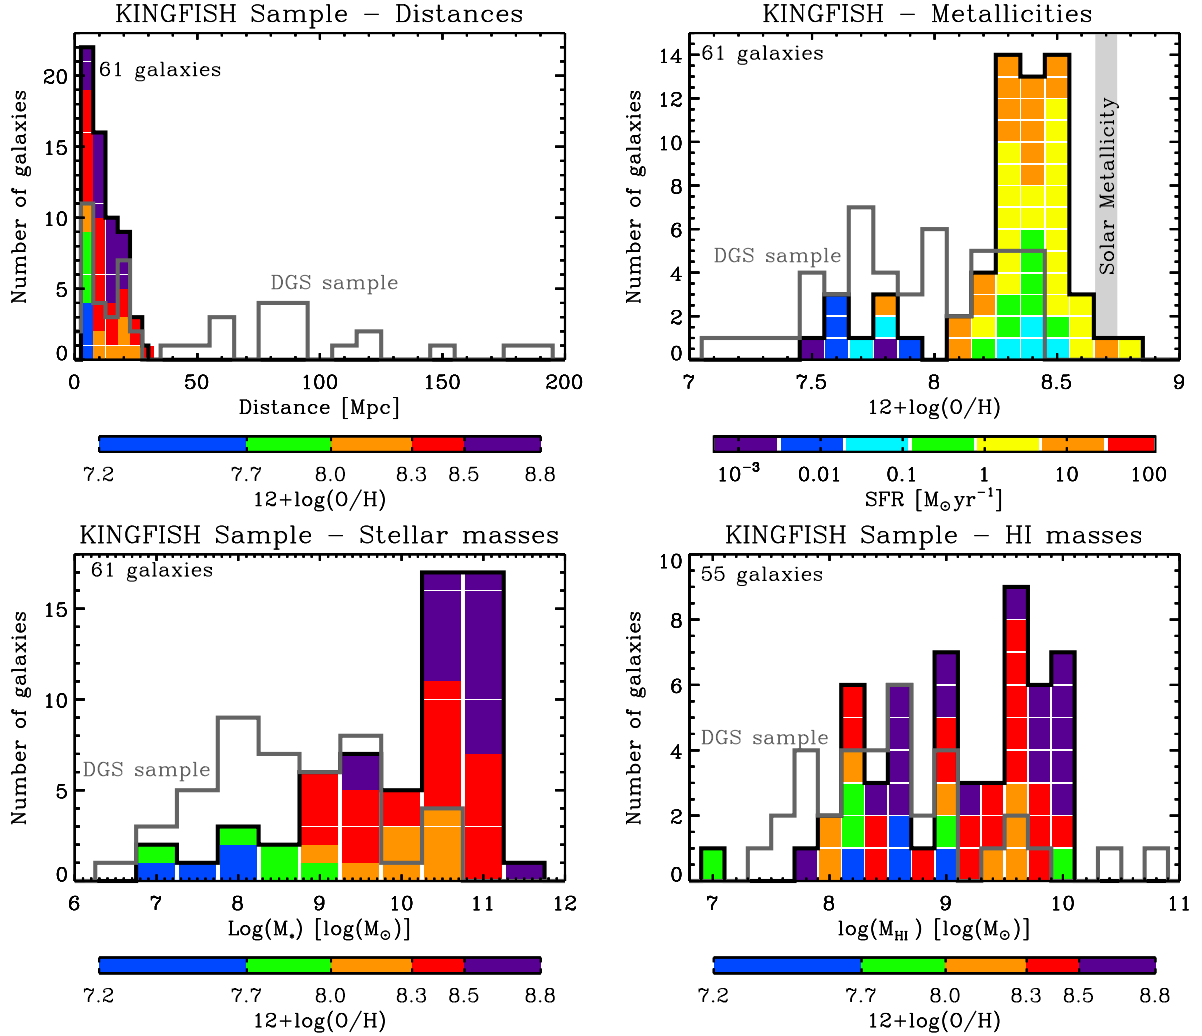 KINGFISH Sample – Distances
61 galaxies
DGS sample
Number of galaxies
0 5 10 15 20
0 50 100 150 200
Distance [Mpc]
7.2 7.7 8.0 8.3 8.5 8.8
12+log(O/H)
KINGFISH – Metallicities
61 galaxies
DGS sample
Solar Metallicity
Number of galaxies
0 2 4 6 8 10 12 14
7 7.5 8 8.5 9
12+log(O/H)
10⁻³ 0.01 0.1 1 10 100
SFR [M⊙yr⁻¹]
KINGFISH Sample – Stellar masses
61 galaxies
DGS sample
Number of galaxies
0 5 10 15
6 7 8 9 10 11 12
Log(M⋆) [log(M⊙)]
7.2 7.7 8.0 8.3 8.5 8.8
12+log(O/H)
KINGFISH Sample – HI masses
55 galaxies
DGS sample
Number of galaxies
0 2 4 6 8 10
7 8 9 10 11
log(M_HI) [log(M⊙)]
7.2 7.7 8.0 8.3 8.5 8.8
12+log(O/H)